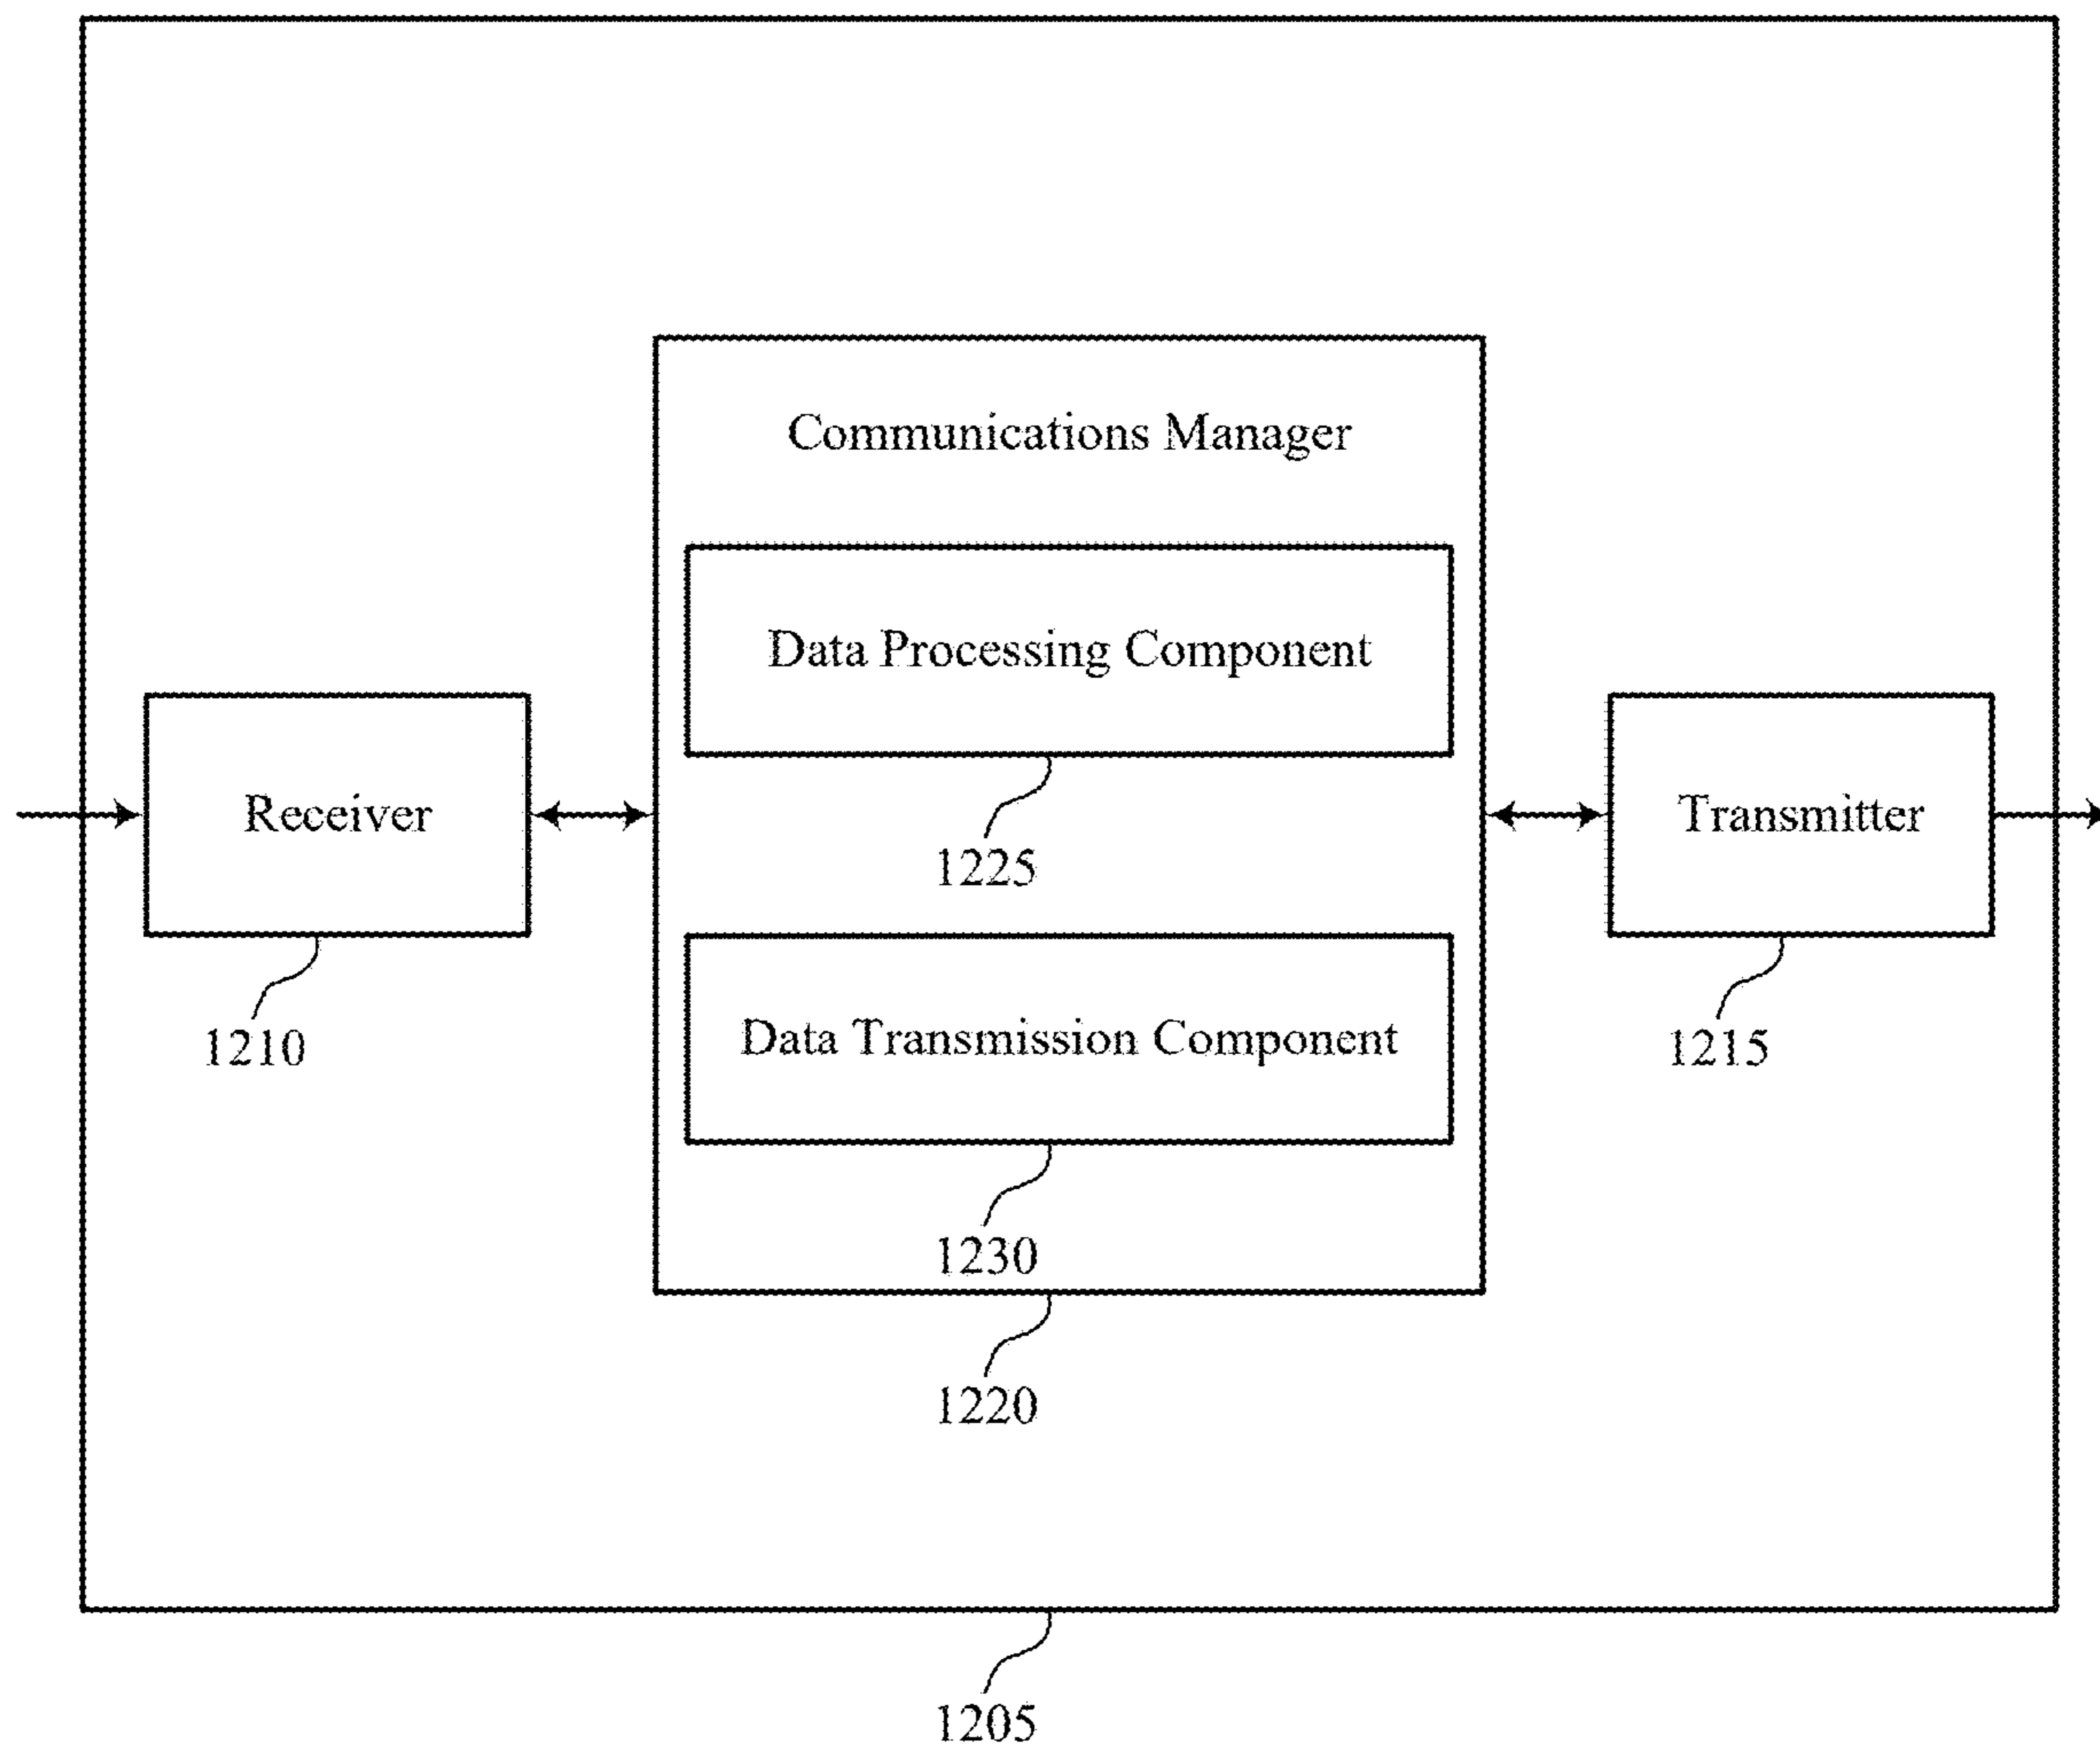 Communications Manager
Data Processing Component
Receiver
Transmitter
1225
Data Transmission Component
1210
1215
1230
1220
1205